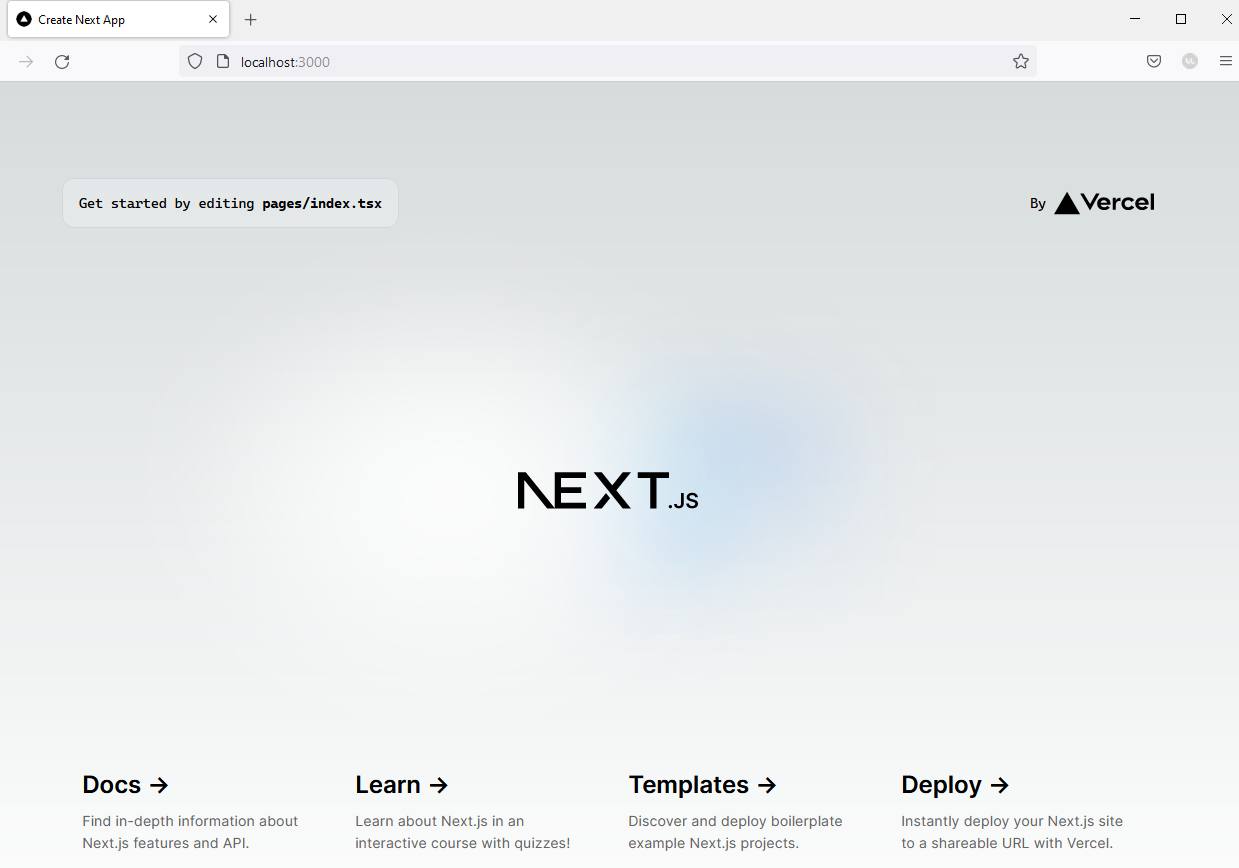 Create Next App
localhost:3000
Get started by editing pages/index.tsx
By Vercel
NEXT.JS
Docs →
Find in-depth information about
Next.js features and API.
Learn →
Learn about Next.js in an
interactive course with quizzes!
Templates →
Discover and deploy boilerplate
example Next.js projects.
Deploy →
Instantly deploy your Next.js site
to a shareable URL with Vercel.